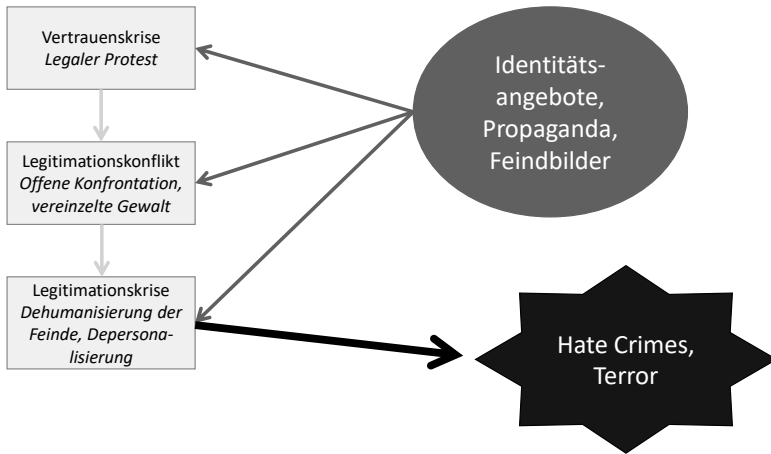 Vertrauenskrise
Legaler Protest
Legitimationskonflikt
Offene Konfrontation,
vereinzelte Gewalt
Legitimationskrise
Dehumanisierung der
Feinde, Depersona-
lisierung
Identitäts-
angebote,
Propaganda,
Feindbilder
Hate Crimes,
Terror